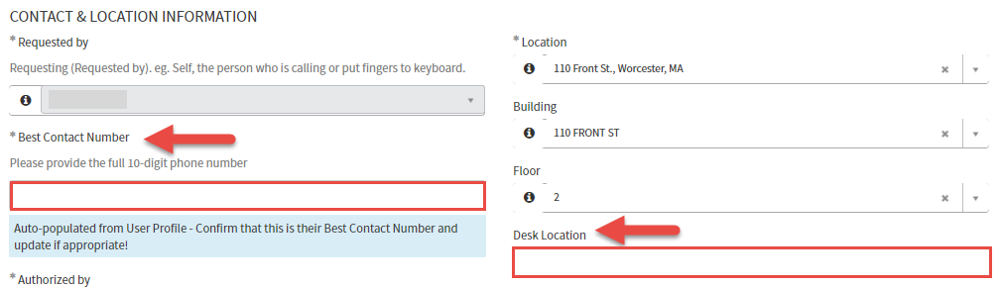 CONTACT & LOCATION INFORMATION
* Requested by
Requesting (Requested by). eg. Self, the person who is calling or put fingers to keyboard.
* Best Contact Number
Please provide the full 10-digit phone number
Auto-populated from User Profile - Confirm that this is their Best Contact Number and
update if appropriate!
* Authorized by
* Location
110 Front St., Worcester, MA
Building
110 FRONT ST
Floor
2
Desk Location